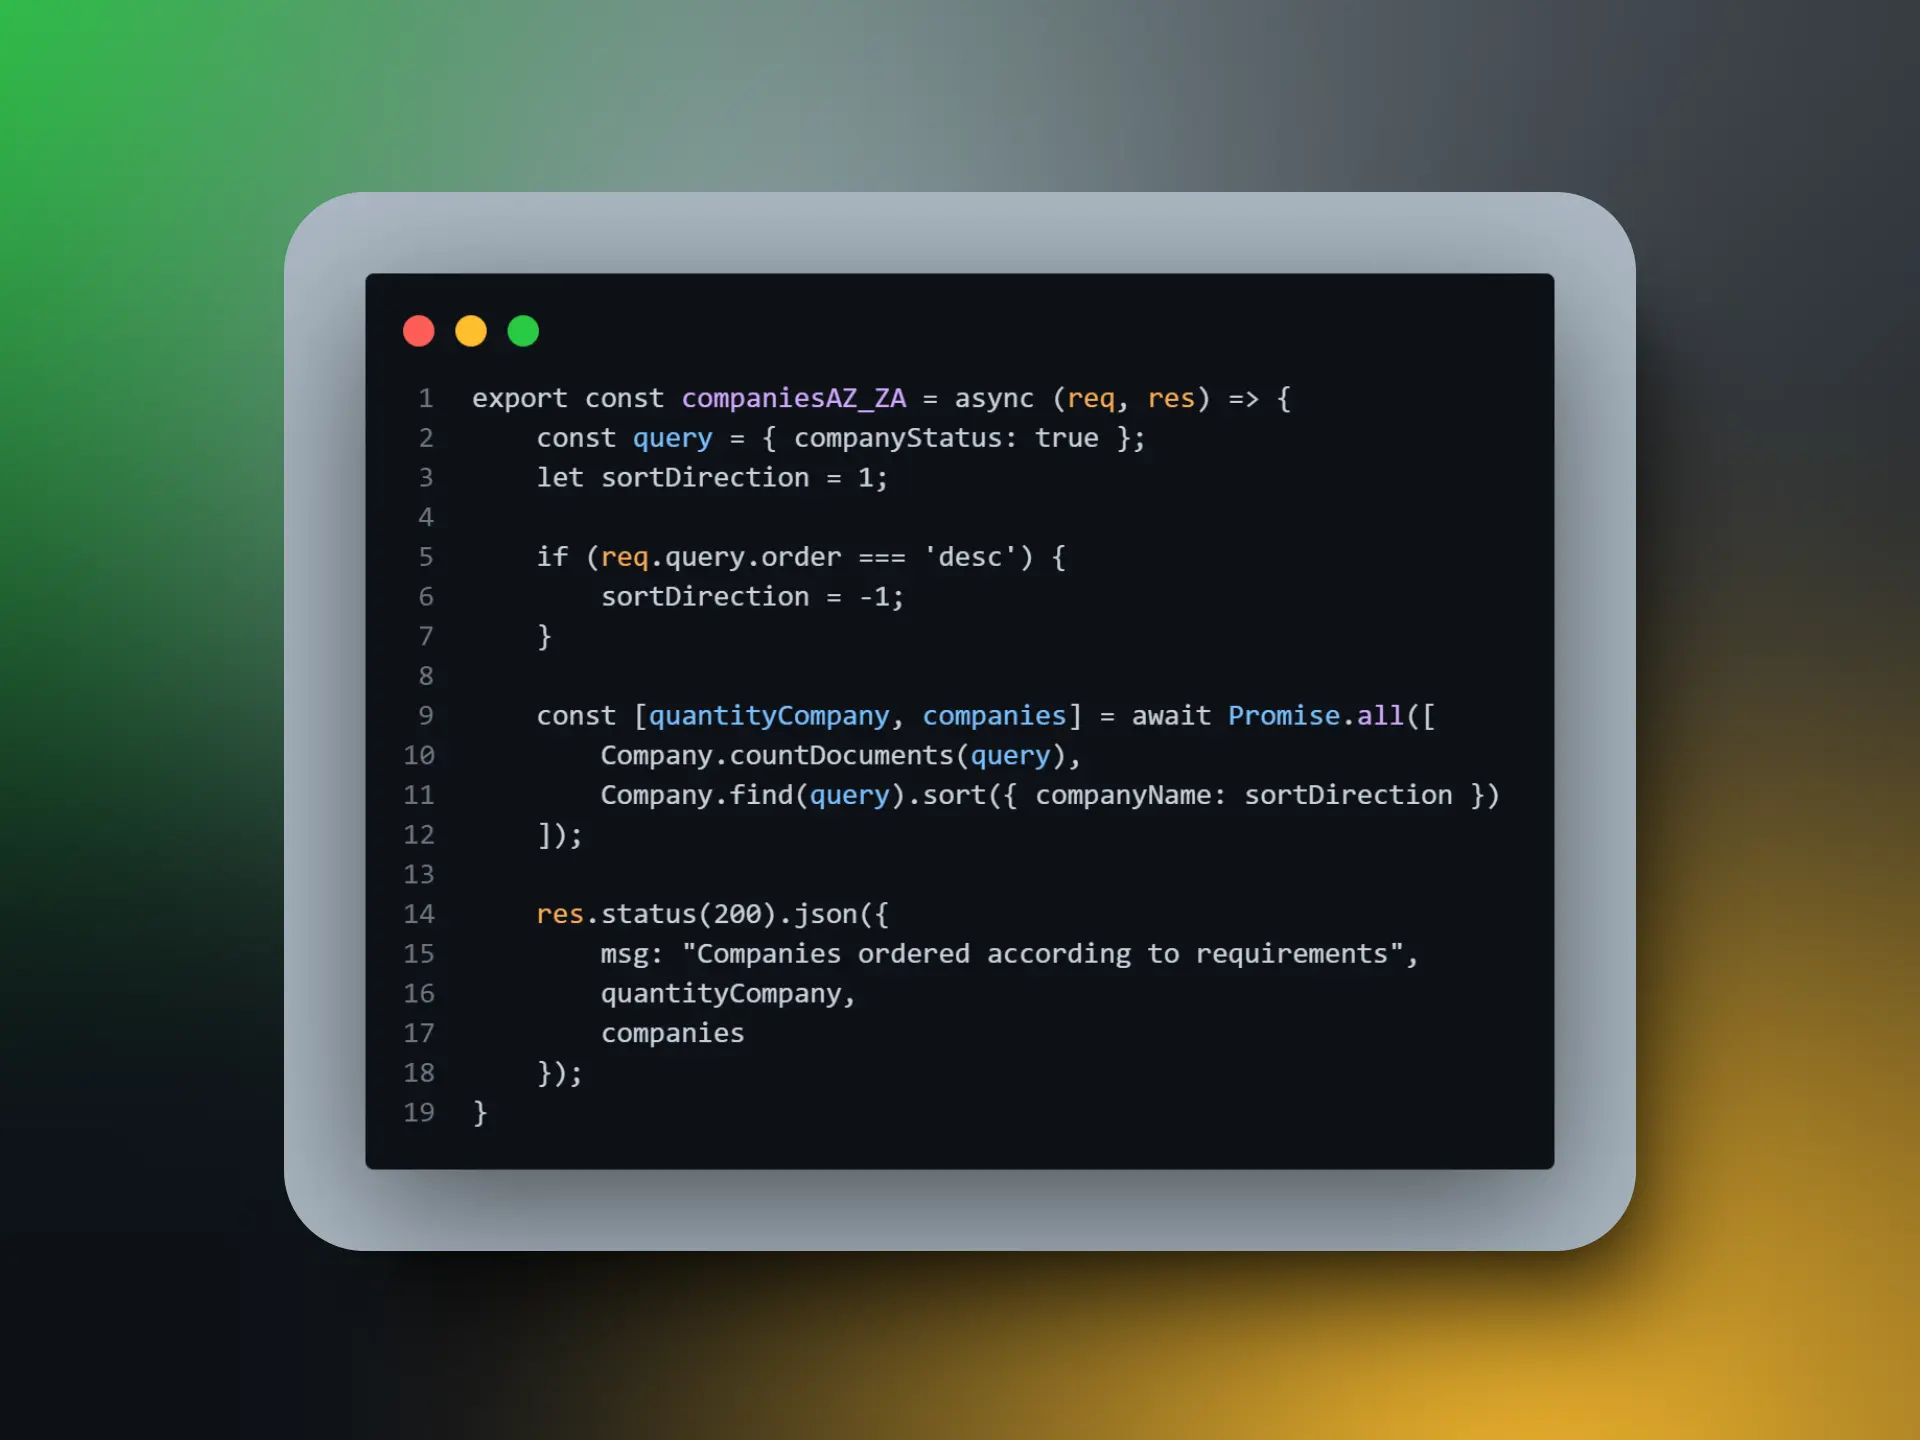 1 export const companiesAZ_ZA = async (req, res) => {
2 const query = { companyStatus: true };
3 let sortDirection = 1;
4
5 if (req.query.order === 'desc') {
6 sortDirection = -1;
7 }
8
9 const [quantityCompany, companies] = await Promise.all([
10 Company.countDocuments(query),
11 Company.find(query).sort({ companyName: sortDirection })
12 ]);
13
14 res.status(200).json({
15 msg: "Companies ordered according to requirements",
16 quantityCompany,
17 companies
18 });
19 }